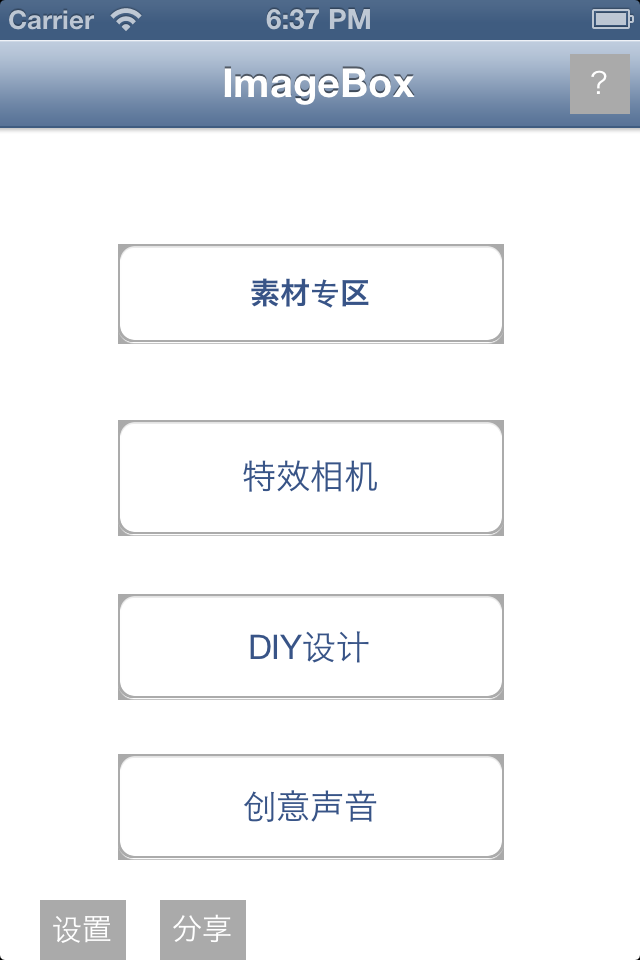 Carrier 6:37 PM
ImageBox ？
素材专区
特效相机
DIY设计
创意声音
设置 分享